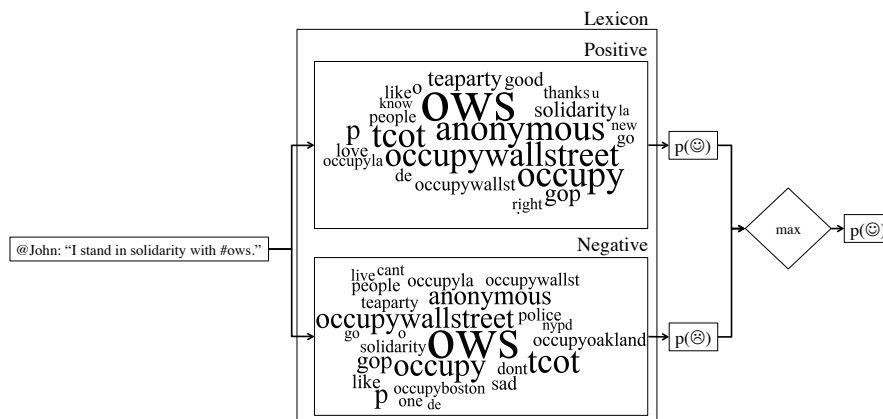 Lexicon
Positive
teaparty good
like o
know
people
ows
thanks u
solidarity la
new
go
p tcot anonymous
love
occupyla
occupywallstreet
de
occupywallst
occupy
right gop
@John: “I stand in solidarity with #ows.”
p(☺)
max
p(☺)
Negative
live cant
people
occupyla occupywallst
teaparty anonymous
occupywallstreet police
nypd
go o
solidarity ows occupyoakland
gop occupy dont tcot
like
p occupyboston sad
one de
p(☹)